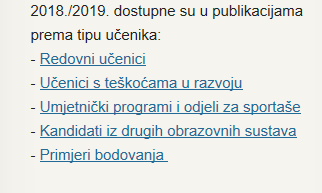 2018./2019. dostupne su u publikacijama
prema tipu učenika:
- Redovni učenici
- Učenici s teškoćama u razvoju
- Umjetnički programi i odjeli za sportaše
- Kandidati iz drugih obrazovnih sustava
- Primjeri bodovanja